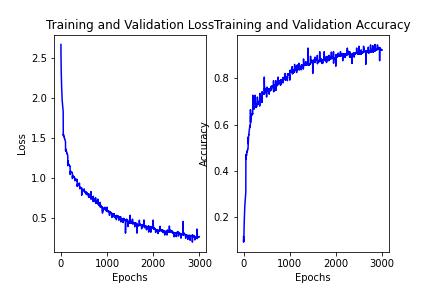 Training and Validation Loss
2.5
2.0
1.5
1.0
0.5
Loss
0
1000
2000
3000
Epochs
Training and Validation Accuracy
0.8
0.6
0.4
0.2
Accuracy
0
1000
2000
3000
Epochs